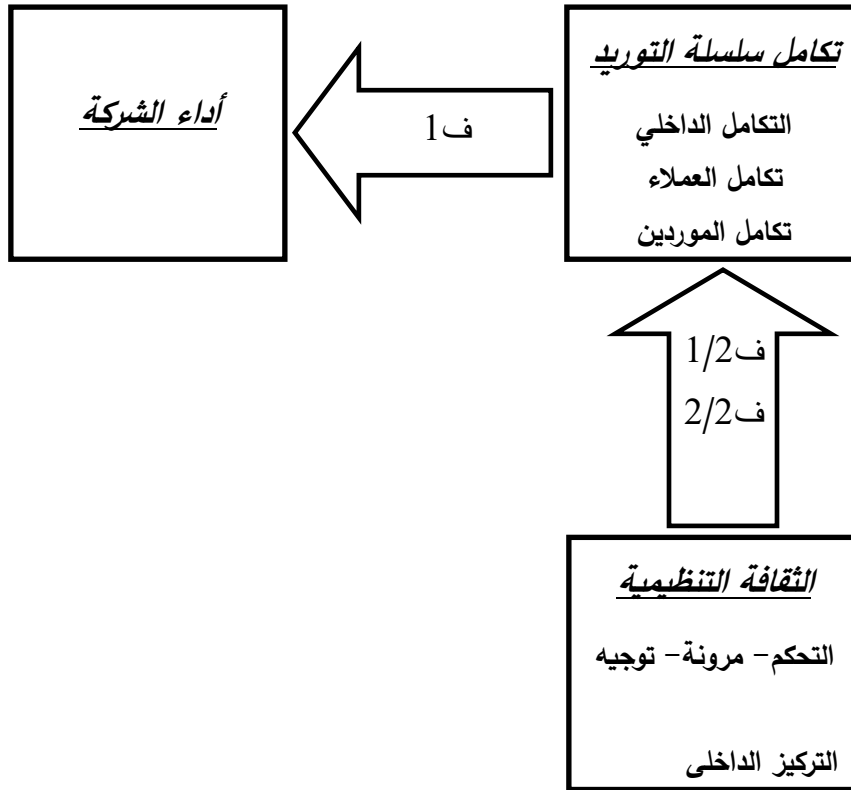 تكامل سلسلة التوريد
التكامل الداخلي
تكامل العملاء
تكامل الموردين
ف1
أداء الشركة
ف1/2
ف2/2
الثقافة التنظيمية
التحكم- مرونة- توجيه
التركيز الداخلى